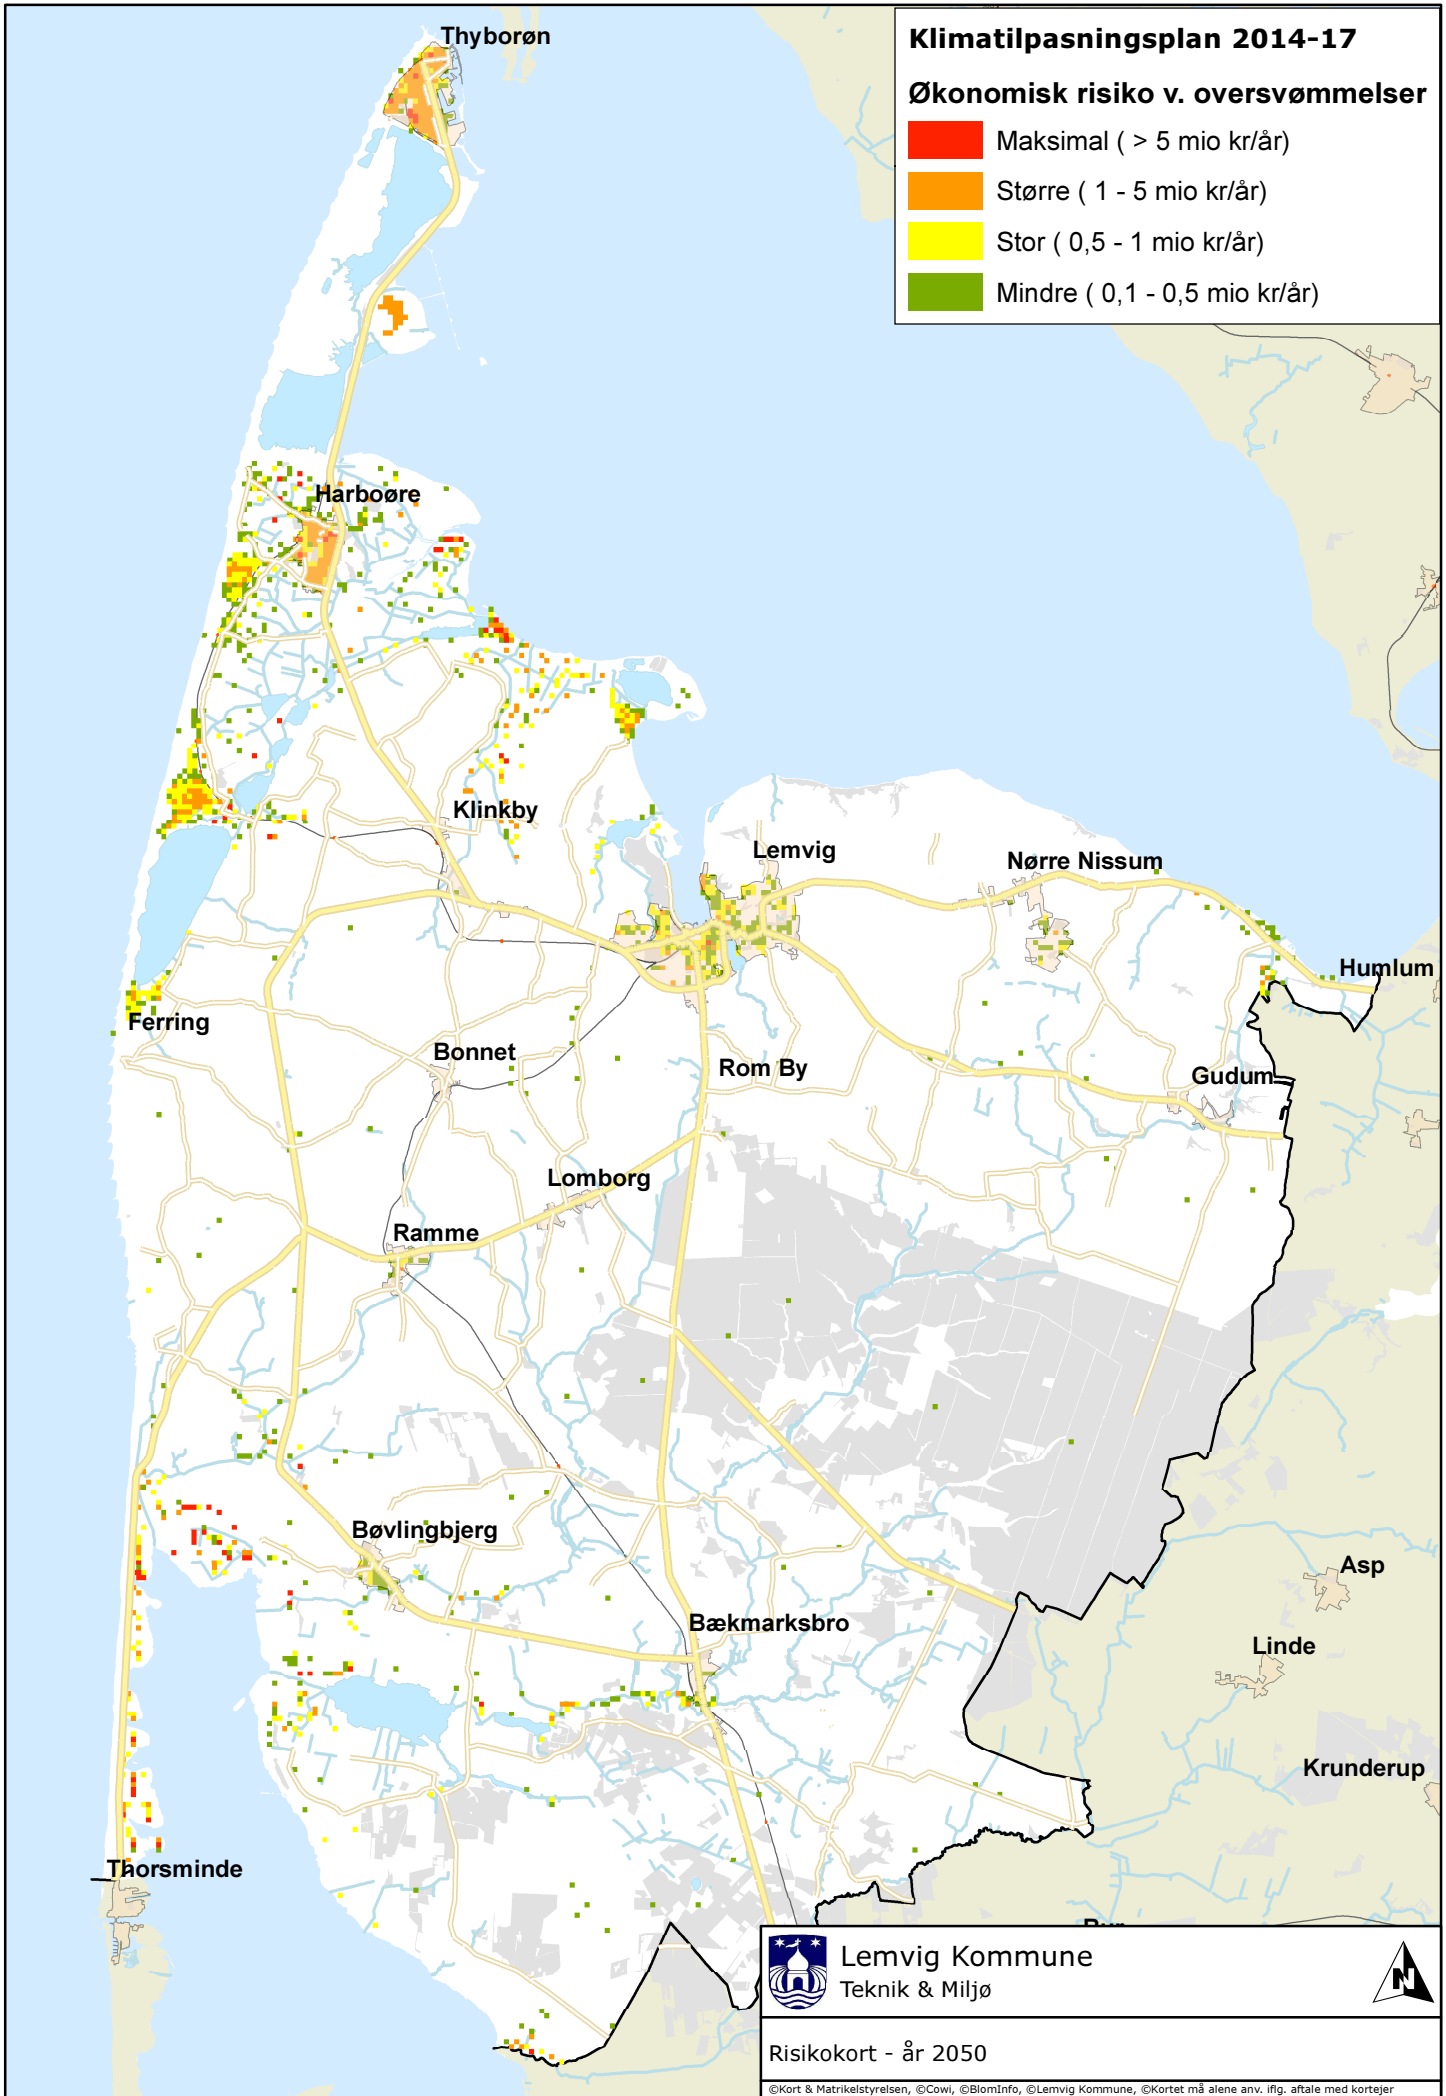 Klimatilpasningsplan 2014-17
Økonomisk risiko v. oversvømmelser
Maksimal ( > 5 mio kr/år)
Større ( 1 - 5 mio kr/år)
Stor ( 0,5 - 1 mio kr/år)
Mindre ( 0,1 - 0,5 mio kr/år)
Thyborøn
Harboøre
Klinkby
Lemvig
Nørre Nissum
Humlum
Ferring
Bonnet
Rom By
Gudum
Lomborg
Ramme
Bøvlingbjerg
Asp
Bækmarksbro
Linde
Krunderup
Thorsminde
Lemvig Kommune
Teknik & Miljø
N
Risikokort - år 2050
©Kort & Matrikelstyrelsen, ©Cowi, ©BlomInfo, ©Lemvig Kommune, ©Kortet må alene anv. iflg. aftale med kortejer